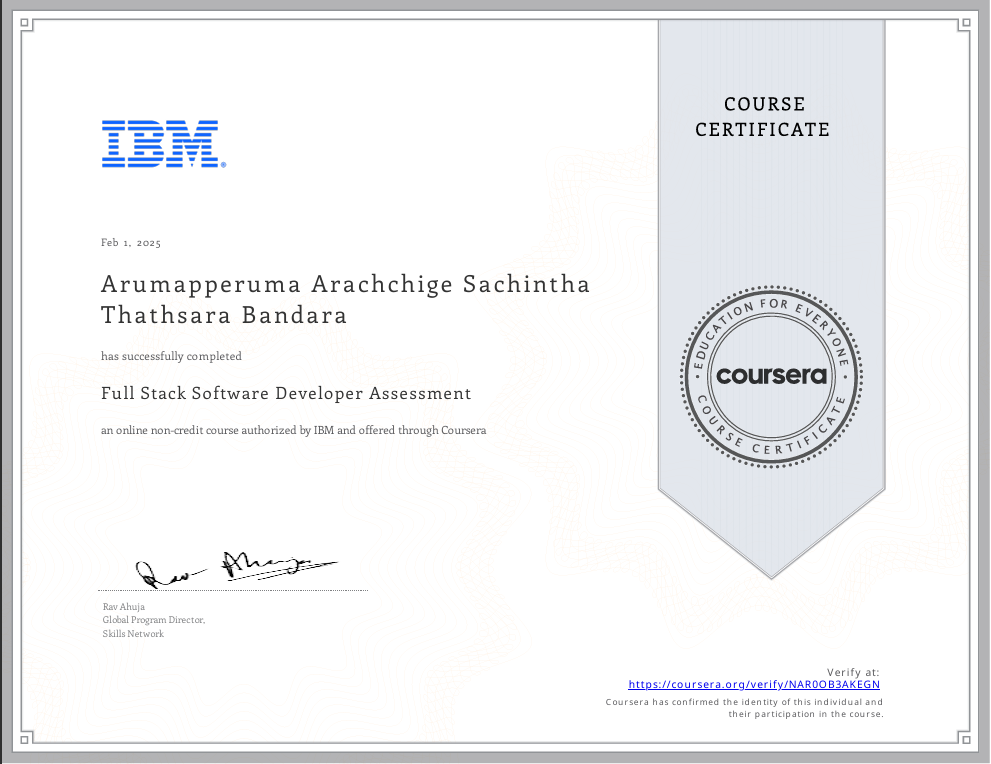 COURSE
CERTIFICATE
IBM®
Feb 1, 2025
Arumapperuma Arachchige Sachintha
Thathsara Bandara
has successfully completed
Full Stack Software Developer Assessment
an online non-credit course authorized by IBM and offered through Coursera
EDUCATION FOR EVERYONE
coursera
COURSE CERTIFICATE
Rav Ahuja
Rav Ahuja
Global Program Director,
Skills Network
Verify at:
https://coursera.org/verify/NAR0OB3AKEGN
Coursera has confirmed the identity of this individual and
their participation in the course.